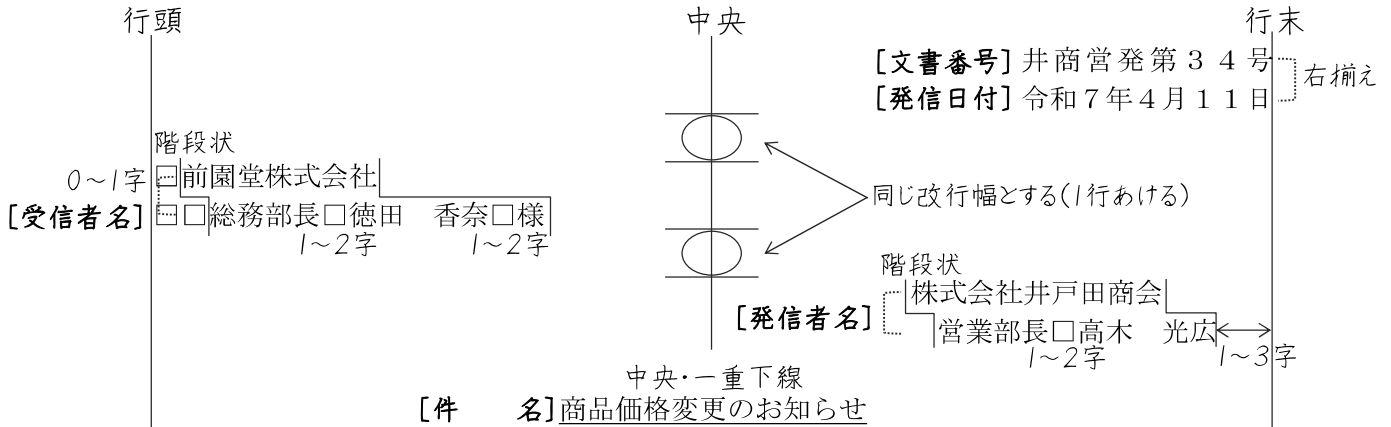 行頭
中央
行末
[文書番号] 井商営発第３４号
[発信日付] 令和７年４月１１日
右揃え
階段状
0～1字
□前園堂株式会社
[受信者名] □□総務部長□徳田　香奈□様
1～2字
1～2字
同じ改行幅とする(1行あける)
階段状
[発信者名]
株式会社井戸田商会
営業部長□高木　光広
1～2字
1～3字
中央・一重下線
[件　　名]商品価格変更のお知らせ